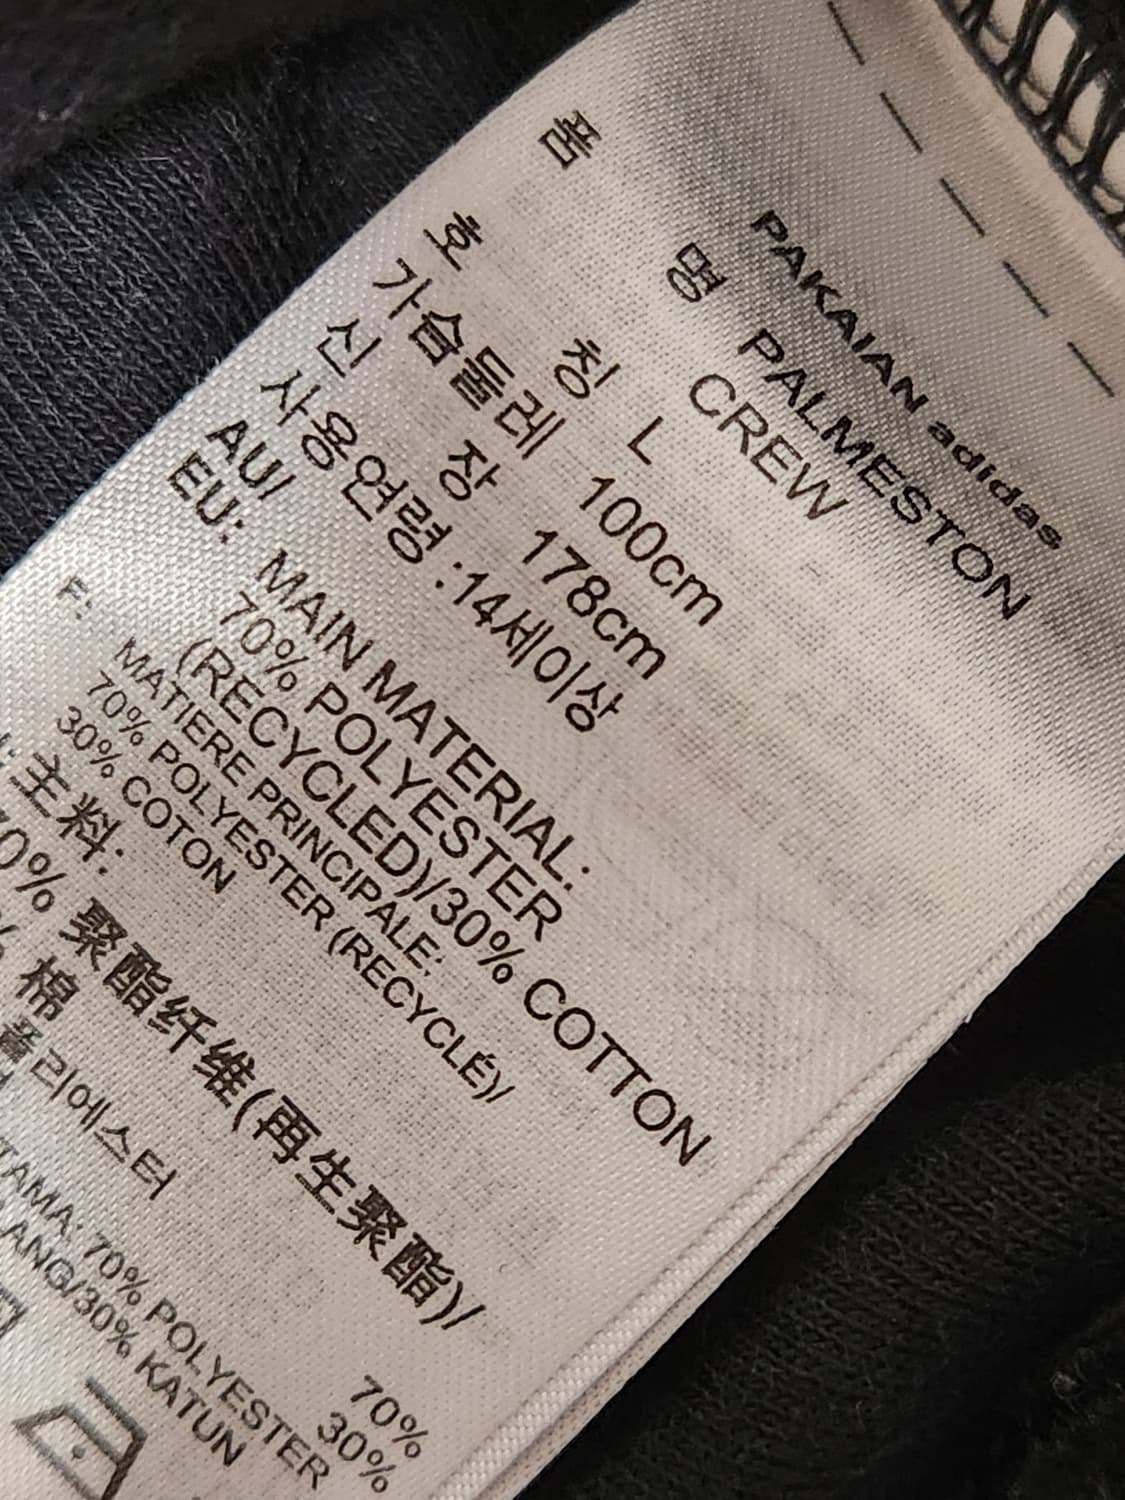 PAKAIAN adidas
품 명 PALMESTON
CREW
호 칭 L
가슴둘레 100cm
신 장 178cm
사용연령 :14세이상
AU/
EU: MAIN MATERIAL:
70% POLYESTER
(RECYCLED)/30% COTTON
F: MATIERE PRINCIPALE:
70% POLYESTER (RECYCLÉ)/
30% COTON
主料:
70% 聚酯纤维(再生聚酯)/
% 棉
폴리에스터 70%
30%
TAMA: 70% POLYESTER
ANG/30% KATUN